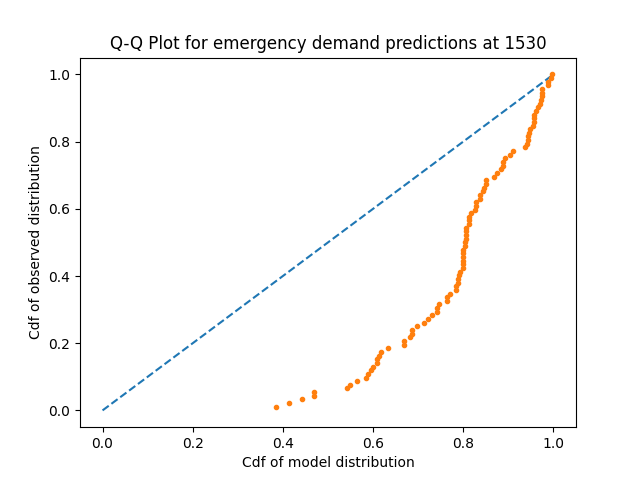 Q-Q Plot for emergency demand predictions at 1530
Cdf of observed distribution
1.0
0.8
0.6
0.4
0.2
0.0
0.0 0.2 0.4 0.6 0.8 1.0
Cdf of model distribution